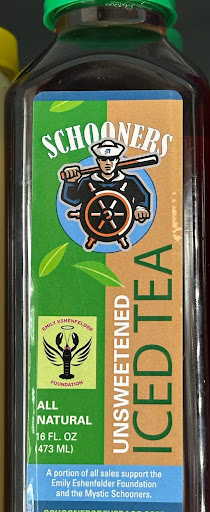 SCHOONERS
UNSWEETENED
ICED TEA
EMILY ESHENFELDER
FOUNDATION
ALL
NATURAL
16 FL. OZ
(473 ML)
A portion of all sales support the
Emily Eshenfelder Foundation
and the Mystic Schooners.